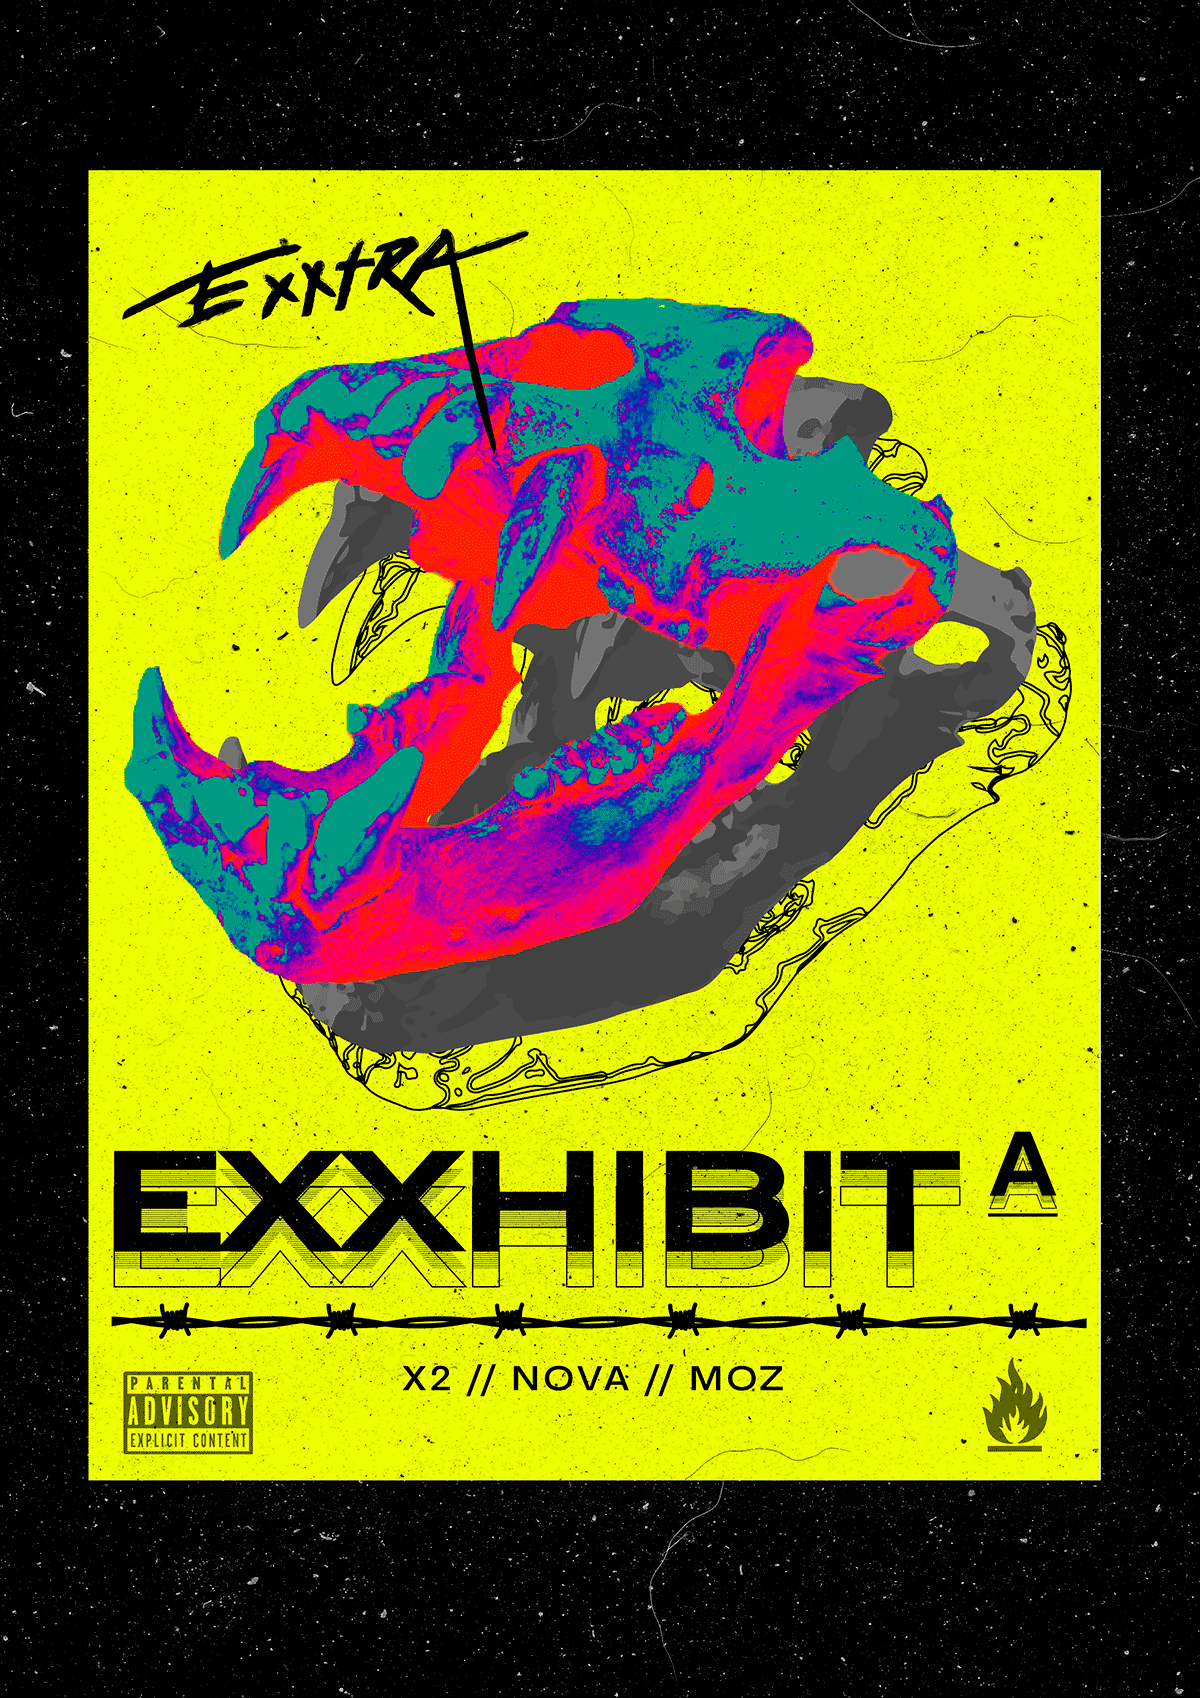 ExxtRA
EXXHIBIT A
X2 // NOVA // MOZ
PARENTAL
ADVISORY
EXPLICIT CONTENT